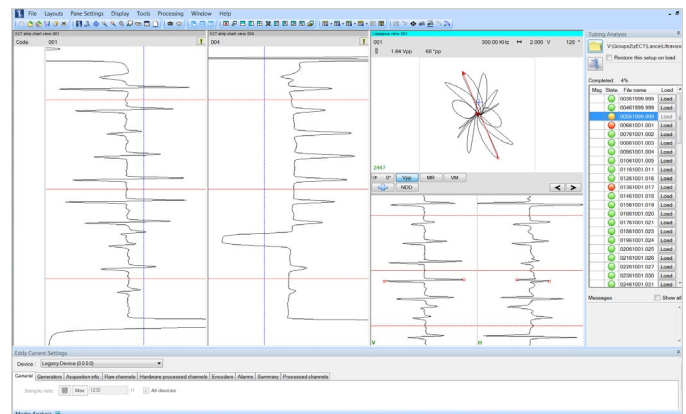 File Layouts Pane Settings Display Tools Processing Window Help
ECT strip chart view 001
ECT strip chart view 004
Lissajous view 001
Tubing Analysis
Code 001
004
001 300.00 KHz 2.000 V 128 °
1.84 Vpp 68 °pp
Restore this setup on load
Completed 4%
Msg State File name Load
00361999.999 Load
00461999.999 Load
00561999.999 Load
00661001.001 Load
00761001.002 Load
00861001.003 Load
00961001.004 Load
01061001.005 Load
01161001.011 Load
01261001.016 Load
01361001.017 Load
01461001.018 Load
01561001.019 Load
01661001.020 Load
01761001.021 Load
01861001.023 Load
01961001.024 Load
02061001.025 Load
02161001.026 Load
02261001.027 Load
02361001.030 Load
02461001.031 Load
2467
0° Vpp MR VM
NDD < >
V H
Messages Show all
Eddy Current Settings
Device : Legacy Device (0.0.0.0)
General Generators Acquisition info. Raw channels Hardware processed channels Encoders Alarms Summary Processed channels
Sample rate: Max 1230 H All devices
Media Analysis